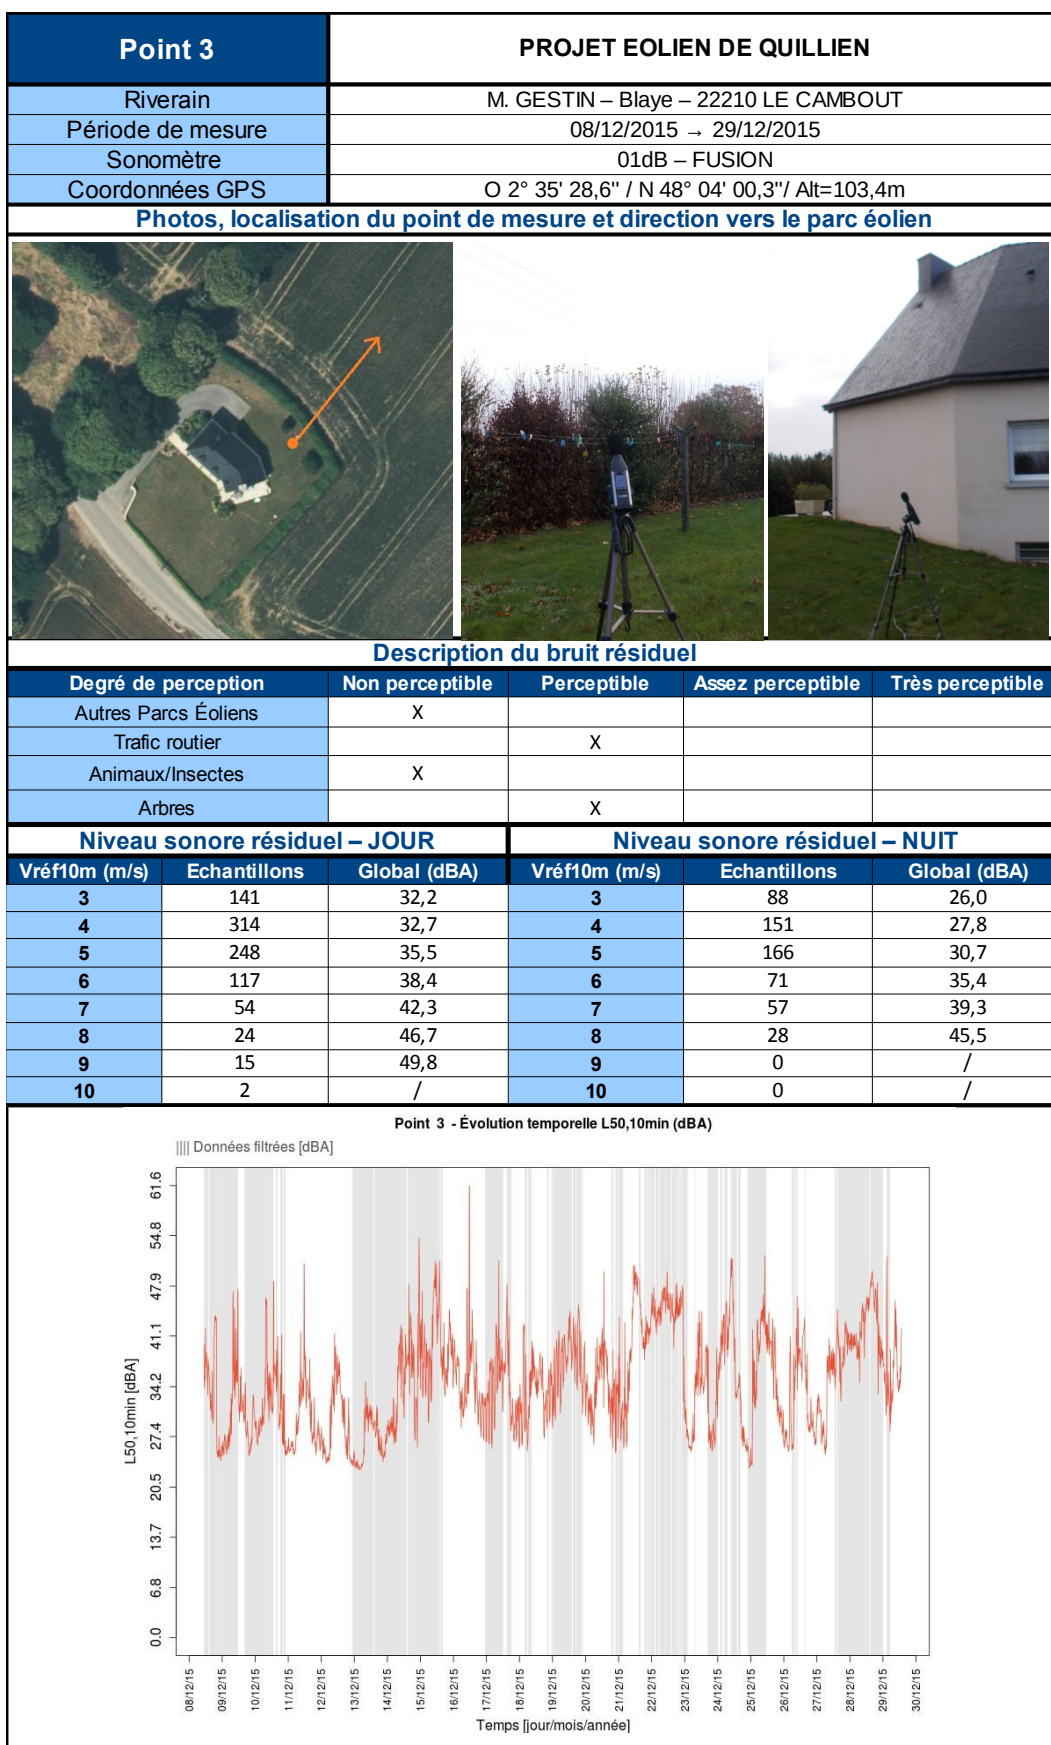 Point 3
PROJET EOLIEN DE QUILLIEN
Riverain
M. GESTIN – Blaye – 22210 LE CAMBOUT
Période de mesure
08/12/2015 → 29/12/2015
Sonomètre
01dB – FUSION
Coordonnées GPS
O 2° 35' 28,6'' / N 48° 04' 00,3''/ Alt=103,4m
Photos, localisation du point de mesure et direction vers le parc éolien
Description du bruit résiduel
Degré de perception Non perceptible Perceptible Assez perceptible Très perceptible
Autres Parcs Éoliens X
Trafic routier X
Animaux/Insectes X
Arbres X
Niveau sonore résiduel – JOUR Niveau sonore résiduel – NUIT
Vréf10m (m/s) Echantillons Global (dBA) Vréf10m (m/s) Echantillons Global (dBA)
3 141 32,2 3 88 26,0
4 314 32,7 4 151 27,8
5 248 35,5 5 166 30,7
6 117 38,4 6 71 35,4
7 54 42,3 7 57 39,3
8 24 46,7 8 28 45,5
9 15 49,8 9 0 /
10 2 / 10 0 /
Point 3 - Évolution temporelle L50,10min (dBA)
|||| Données filtrées [dBA]
L50,10min [dBA]
61.6
54.8
47.9
41.1
34.2
27.4
20.5
13.7
6.8
0.0
08/12/15 09/12/15 10/12/15 11/12/15 12/12/15 13/12/15 14/12/15 15/12/15 16/12/15 17/12/15 18/12/15 19/12/15 20/12/15 21/12/15 22/12/15 23/12/15 24/12/15 25/12/15 26/12/15 27/12/15 28/12/15 29/12/15 30/12/15
Temps [jour/mois/année]